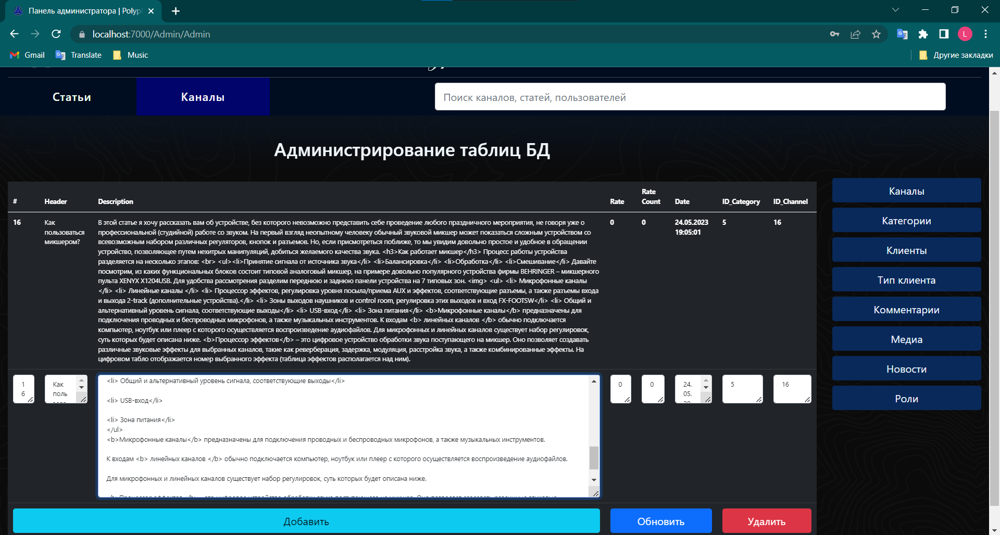 Панель администратора | Polyp
localhost:7000/Admin/Admin
L
Gmail
Translate
Music
Другие закладки
Статьи
Каналы
Поиск каналов, статей, пользователей
Администрирование таблиц БД
# Header Description Rate Rate Count Date ID_Category ID_Channel
16
Как
пользоваться
микшером?
В этой статье я хочу рассказать вам об устройстве, без которого невозможно представить себе проведение любого праздничного мероприятия, не говоря уже о
профессиональной (студийной) работе со звуком. На первый взгляд неопытному человеку обычный звуковой микшер может показаться сложным устройством со
всевозможным набором различных регуляторов, кнопок и разъемов. Но, если присмотреться поближе, то мы увидим довольно простое и удобное в обращении
устройство, позволяющее путем нехитрых манипуляций, добиться желаемого качества звука. <h3>Как работает микшер</h3> Процесс работы устройства
разделяется на несколько этапов: <br> <ul><li>Принятие сигнала от источника звука</li> <li>Балансировка</li> <li>Обработка</li> <li>Смешивание</li> Давайте
посмотрим, из каких функциональных блоков состоит типовой аналоговый микшер, на примере довольно популярного устройства фирмы BEHRINGER – микшерного
пульта XENYX X1204USB. Для удобства рассмотрения разделим переднюю и заднюю панели устройства на 7 типовых зон. <img> <ul> <li> Микрофонные каналы
</li> <li> Линейные каналы </li> <li> Процессор эффектов, регулировка уровня посыла/приема AUX и эффектов, соответствующие разъемы, а также разъемы входа
и выхода 2-track (дополнительные устройства).</li> <li> Зоны выходов наушников и control room, регулировка этих выходов и вход FX-FOOTSW</li> <li> Общий и
альтернативный уровень сигнала, соответствующие выходы</li> <li> USB-вход</li> <li> Зона питания</li> <b>Микрофонные каналы</b> предназначены для
подключения проводных и беспроводных микрофонов, а также музыкальных инструментов. К входам <b> линейных каналов </b> обычно подключается
компьютер, ноутбук или плеер с которого осуществляется воспроизведение аудиофайлов. Для микрофонных и линейных каналов существует набор регулировок,
суть которых будет описана ниже. <b>Процессор эффектов</b> – это цифровое устройство обработки звука поступающего на микшер. Оно позволяет создавать
различные звуковые эффекты для выбранных каналов, такие как реверберация, задержка, модуляция, расстройка звука, а также комбинированные эффекты. На
цифровом табло отображается номер выбранного эффекта (таблица эффектов располагается над ним).
0
0
24.05.2023
19:05:01
5
16
1
6
Как
поль
<li> Общий и альтернативный уровень сигнала, соответствующие выходы</li>
<li> USB-вход</li>
<li> Зона питания</li>
</ul>
<b>Микрофонные каналы</b> предназначены для подключения проводных и беспроводных микрофонов, а также музыкальных инструментов.
К входам <b> линейных каналов </b> обычно подключается компьютер, ноутбук или плеер с которого осуществляется воспроизведение аудиофайлов.
Для микрофонных и линейных каналов существует набор регулировок, суть которых будет описана ниже.
0
0
24.
05.
5
16
Добавить
Обновить
Удалить
Каналы
Категории
Клиенты
Тип клиента
Комментарии
Медиа
Новости
Роли